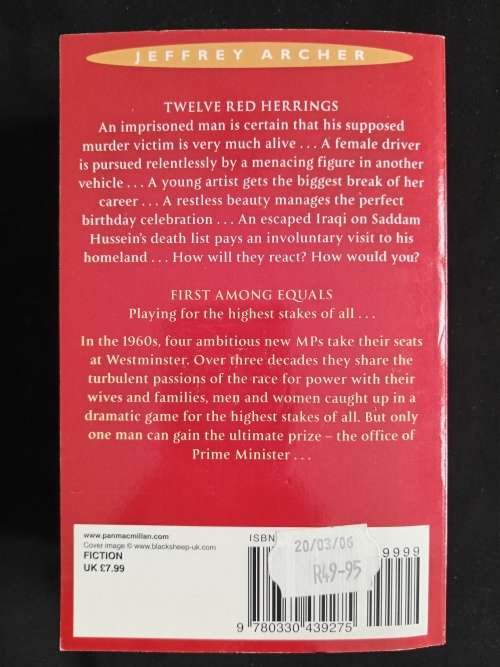 JEFFREY ARCHER
TWELVE RED HERRINGS
An imprisoned man is certain that his supposed
murder victim is very much alive . . . A female driver
is pursued relentlessly by a menacing figure in another
vehicle . . . A young artist gets the biggest break of her
career . . . A restless beauty manages the perfect
birthday celebration . . . An escaped Iraqi on Saddam
Hussein's death list pays an involuntary visit to his
homeland . . . How will they react? How would you?
FIRST AMONG EQUALS
Playing for the highest stakes of all . . .
In the 1960s, four ambitious new MPs take their seats
at Westminster. Over three decades they share the
turbulent passions of the race for power with their
wives and families, men and women caught up in a
dramatic game for the highest stakes of all. But only
one man can gain the ultimate prize – the office of
Prime Minister . . .
www.panmacmillan.com
Cover image © www.blacksheep-uk.com
FICTION
UK £7.99
ISBN
20/03/06
R49-95
9999
9 780330 439275